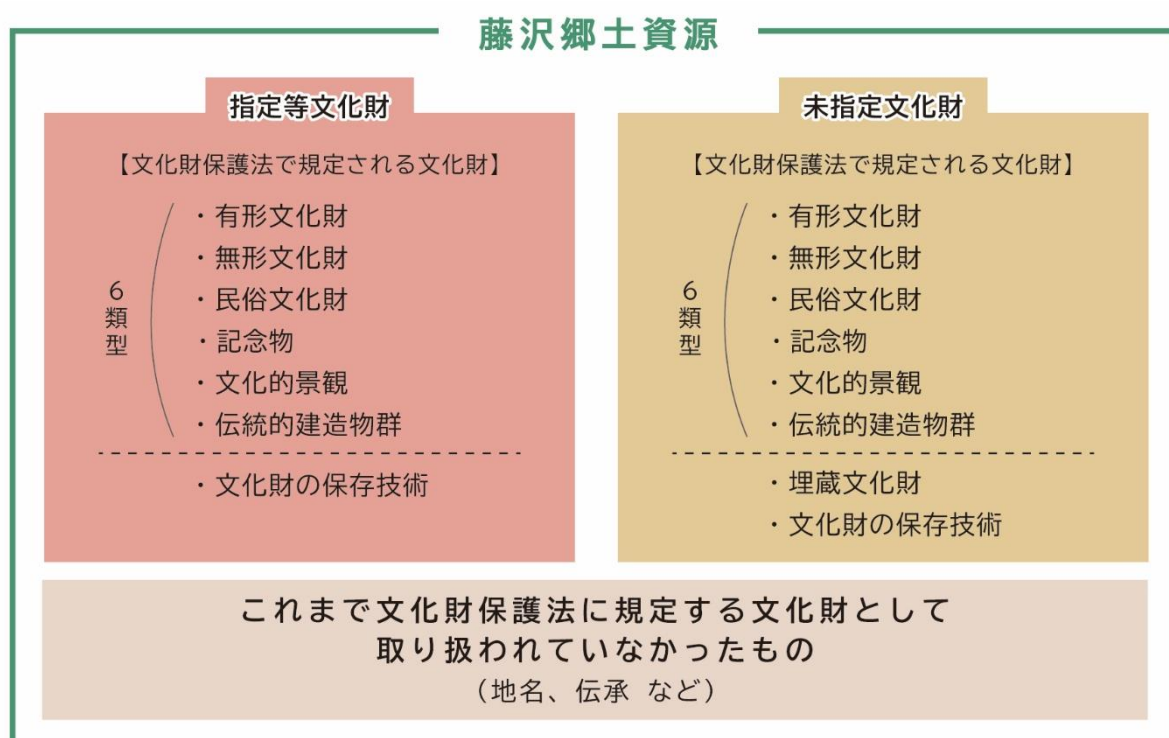 藤沢郷土資源
指定等文化財
【文化財保護法で規定される文化財】
6類型
・有形文化財
・無形文化財
・民俗文化財
・記念物
・文化的景観
・伝統的建造物群
・文化財の保存技術
未指定文化財
【文化財保護法で規定される文化財】
6類型
・有形文化財
・無形文化財
・民俗文化財
・記念物
・文化的景観
・伝統的建造物群
・埋蔵文化財
・文化財の保存技術
これまで文化財保護法に規定する文化財として
取り扱われていなかったもの
（地名、伝承 など）